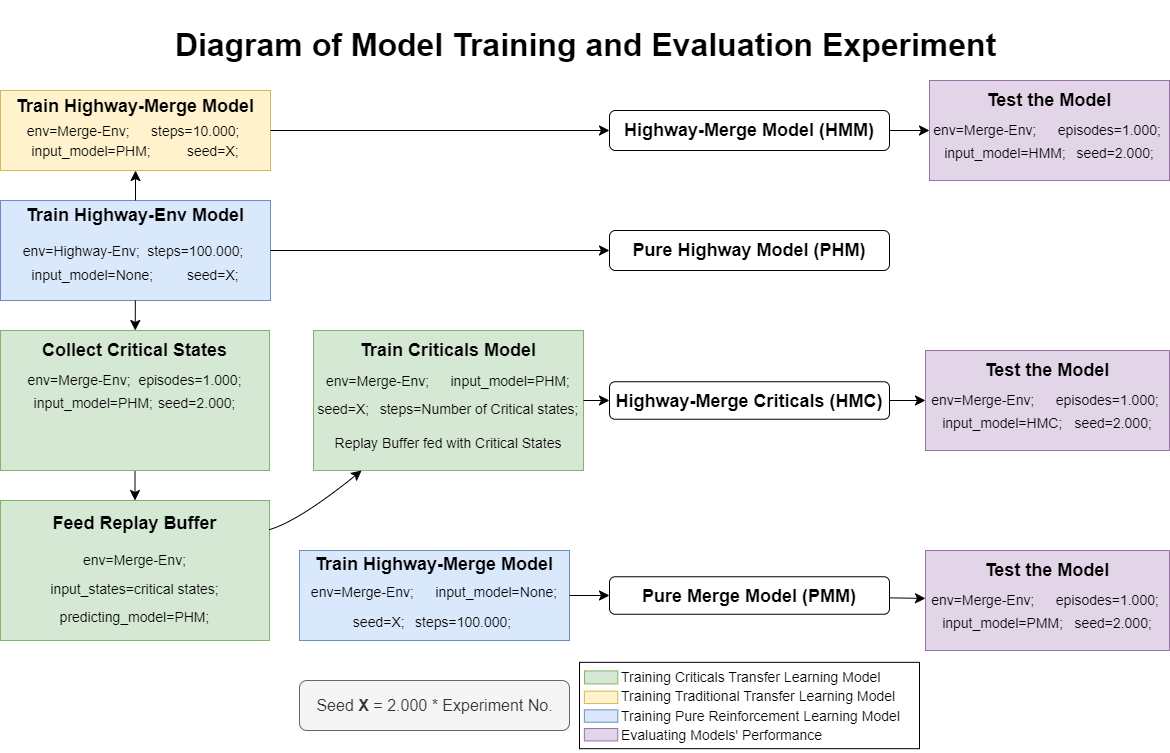 Diagram of Model Training and Evaluation Experiment
Train Highway-Merge Model
env=Merge-Env; steps=10.000;
input_model=PHM; seed=X;
Highway-Merge Model (HMM)
Test the Model
env=Merge-Env; episodes=1.000;
input_model=HMM; seed=2.000;
Train Highway-Env Model
env=Highway-Env; steps=100.000;
input_model=None; seed=X;
Pure Highway Model (PHM)
Collect Critical States
env=Merge-Env; episodes=1.000;
input_model=PHM; seed=2.000;
Train Criticals Model
env=Merge-Env; input_model=PHM;
seed=X; steps=Number of Critical states;
Replay Buffer fed with Critical States
Highway-Merge Criticals (HMC)
Test the Model
env=Merge-Env; episodes=1.000;
input_model=HMC; seed=2.000;
Feed Replay Buffer
env=Merge-Env;
input_states=critical states;
predicting_model=PHM;
Train Highway-Merge Model
env=Merge-Env; input_model=None;
seed=X; steps=100.000;
Pure Merge Model (PMM)
Test the Model
env=Merge-Env; episodes=1.000;
input_model=PMM; seed=2.000;
Seed X = 2.000 * Experiment No.
Training Criticals Transfer Learning Model
Training Traditional Transfer Learning Model
Training Pure Reinforcement Learning Model
Evaluating Models' Performance